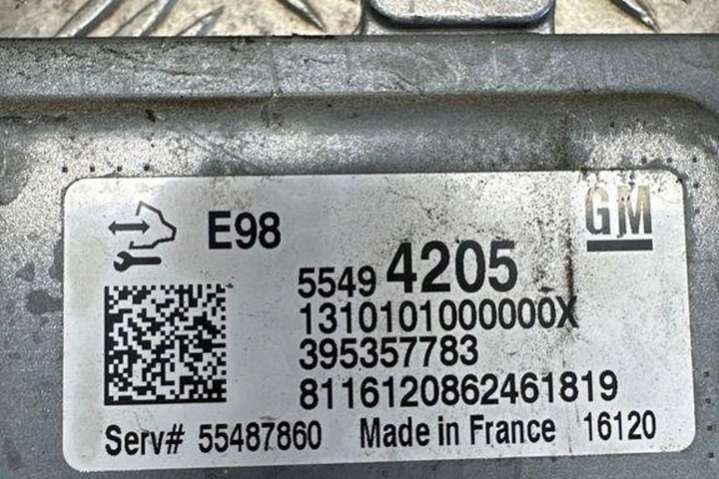 E98
GM
5549 4205
1310101000000X
395357783
8116120862461819
Serv# 55487860 Made in France 16120